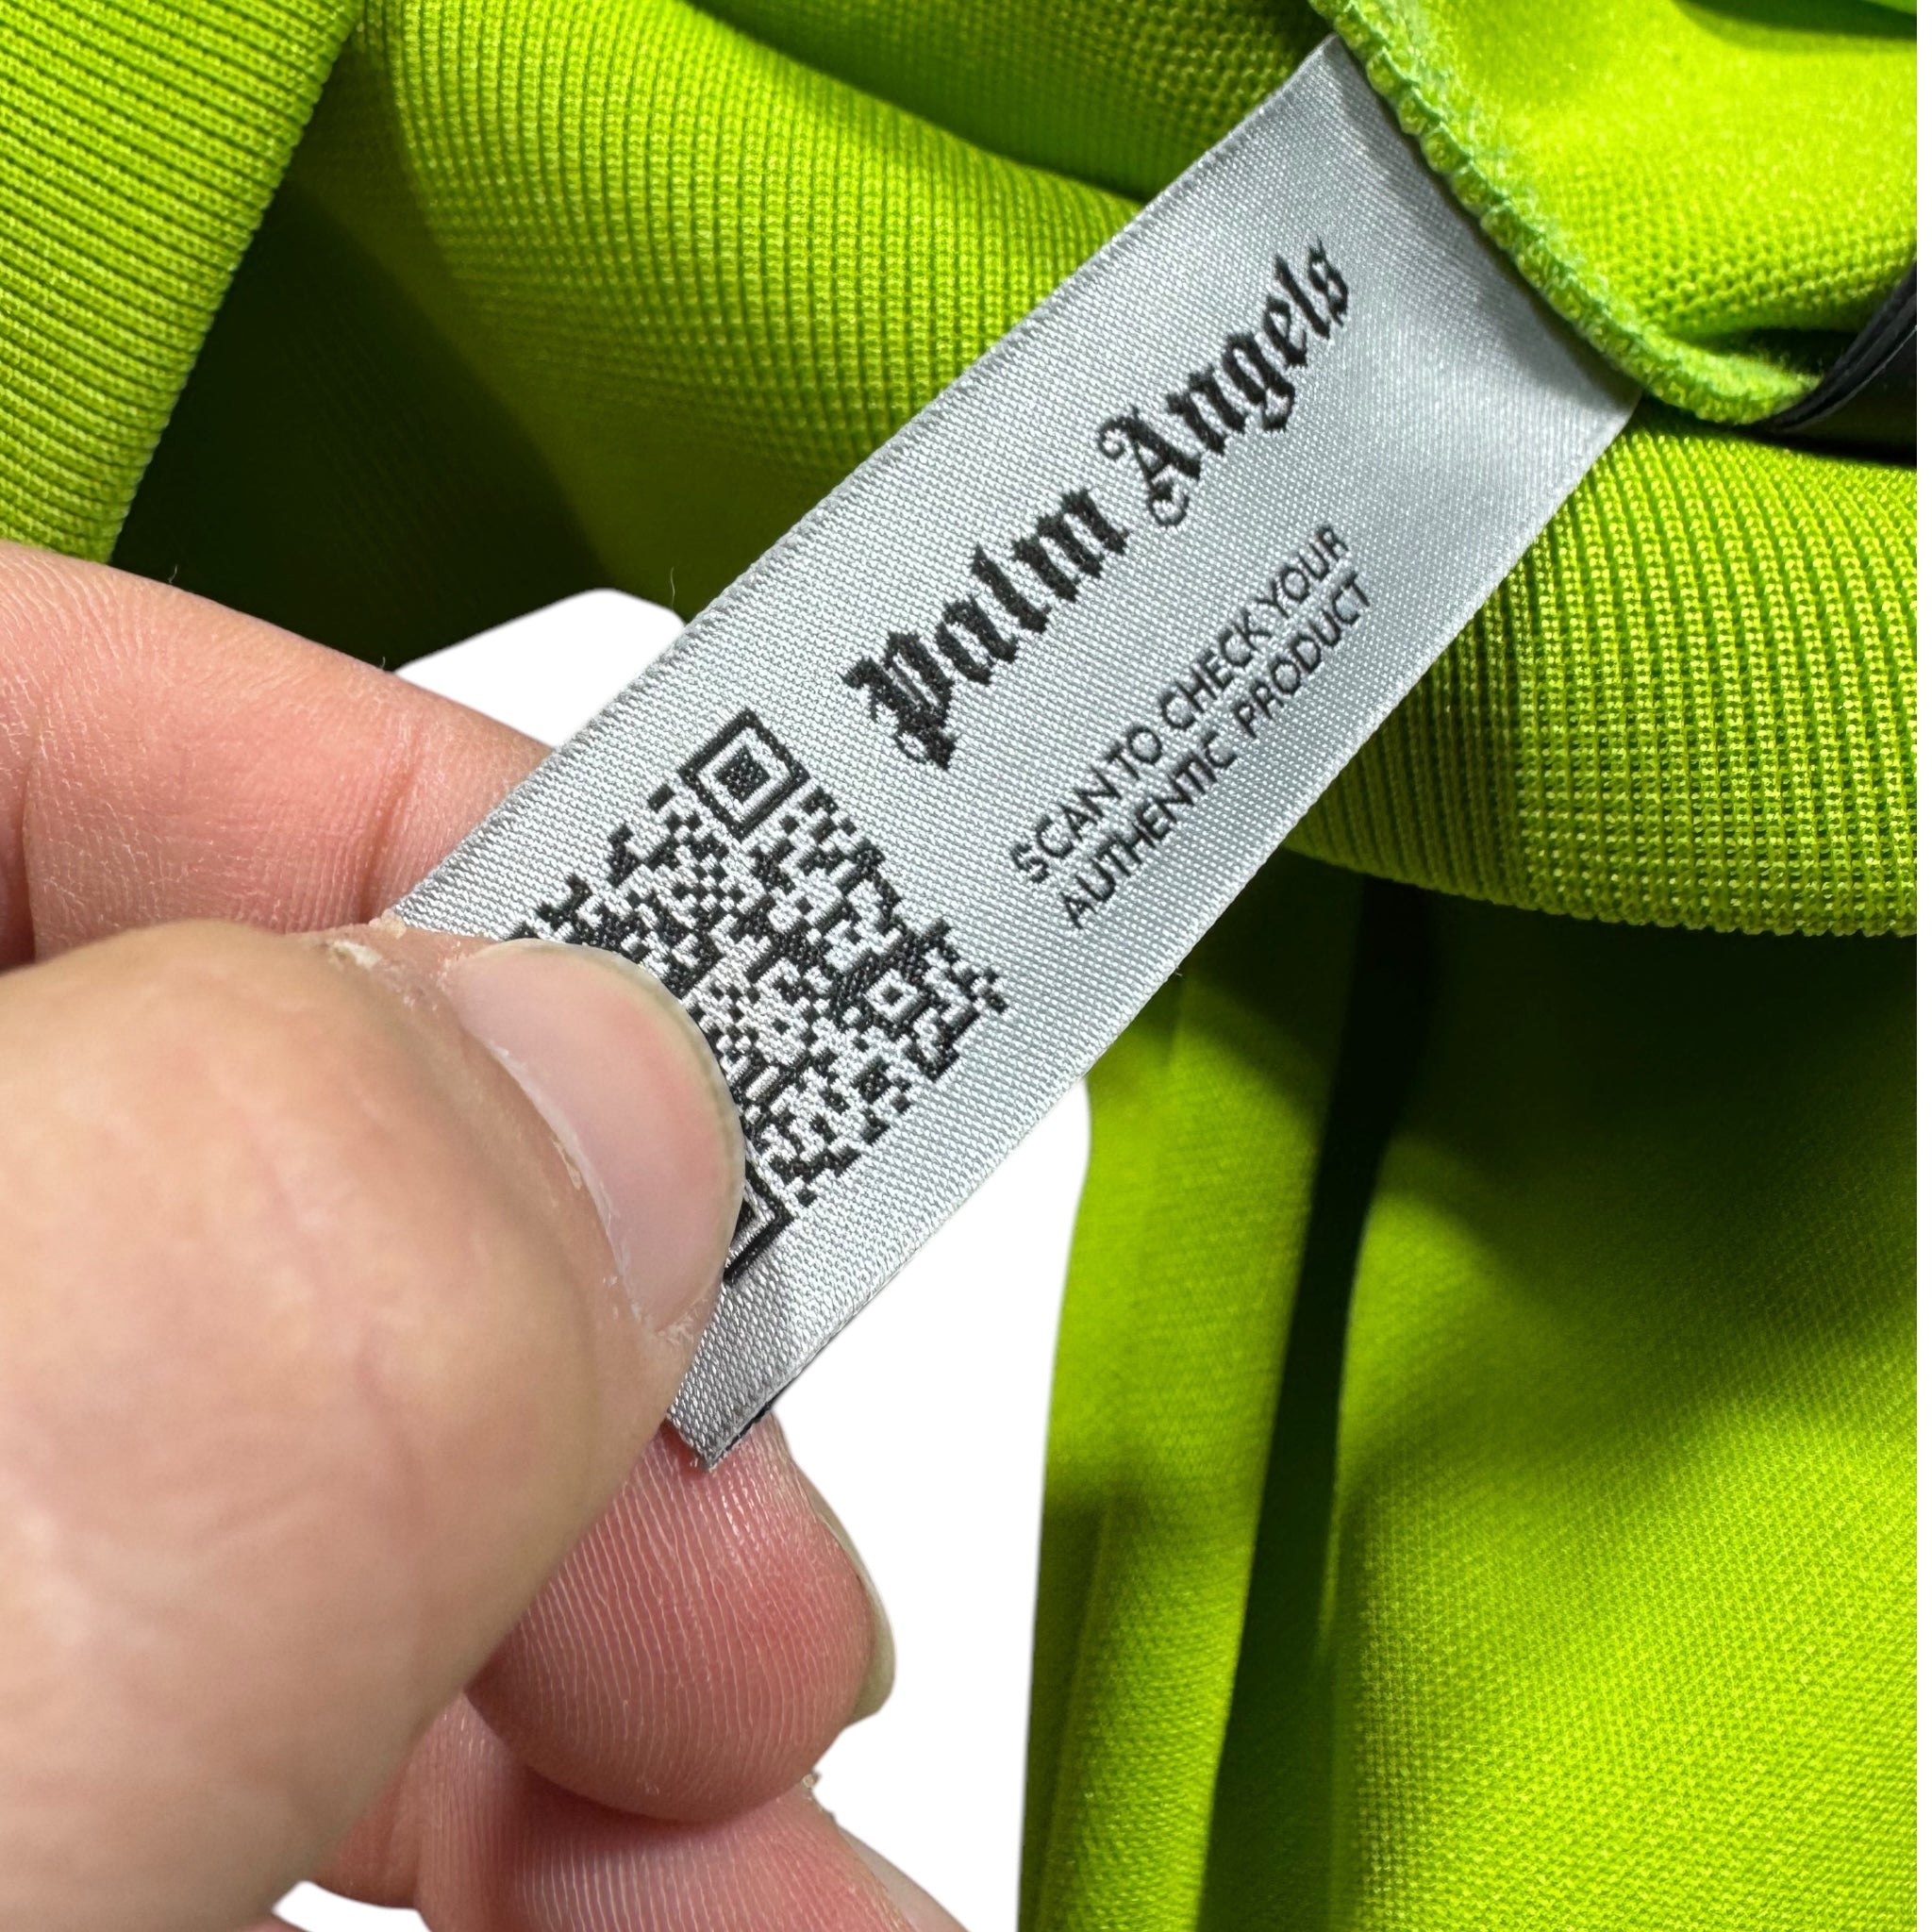 Palm Angels
SCAN TO CHECK YOUR
AUTHENTIC PRODUCT